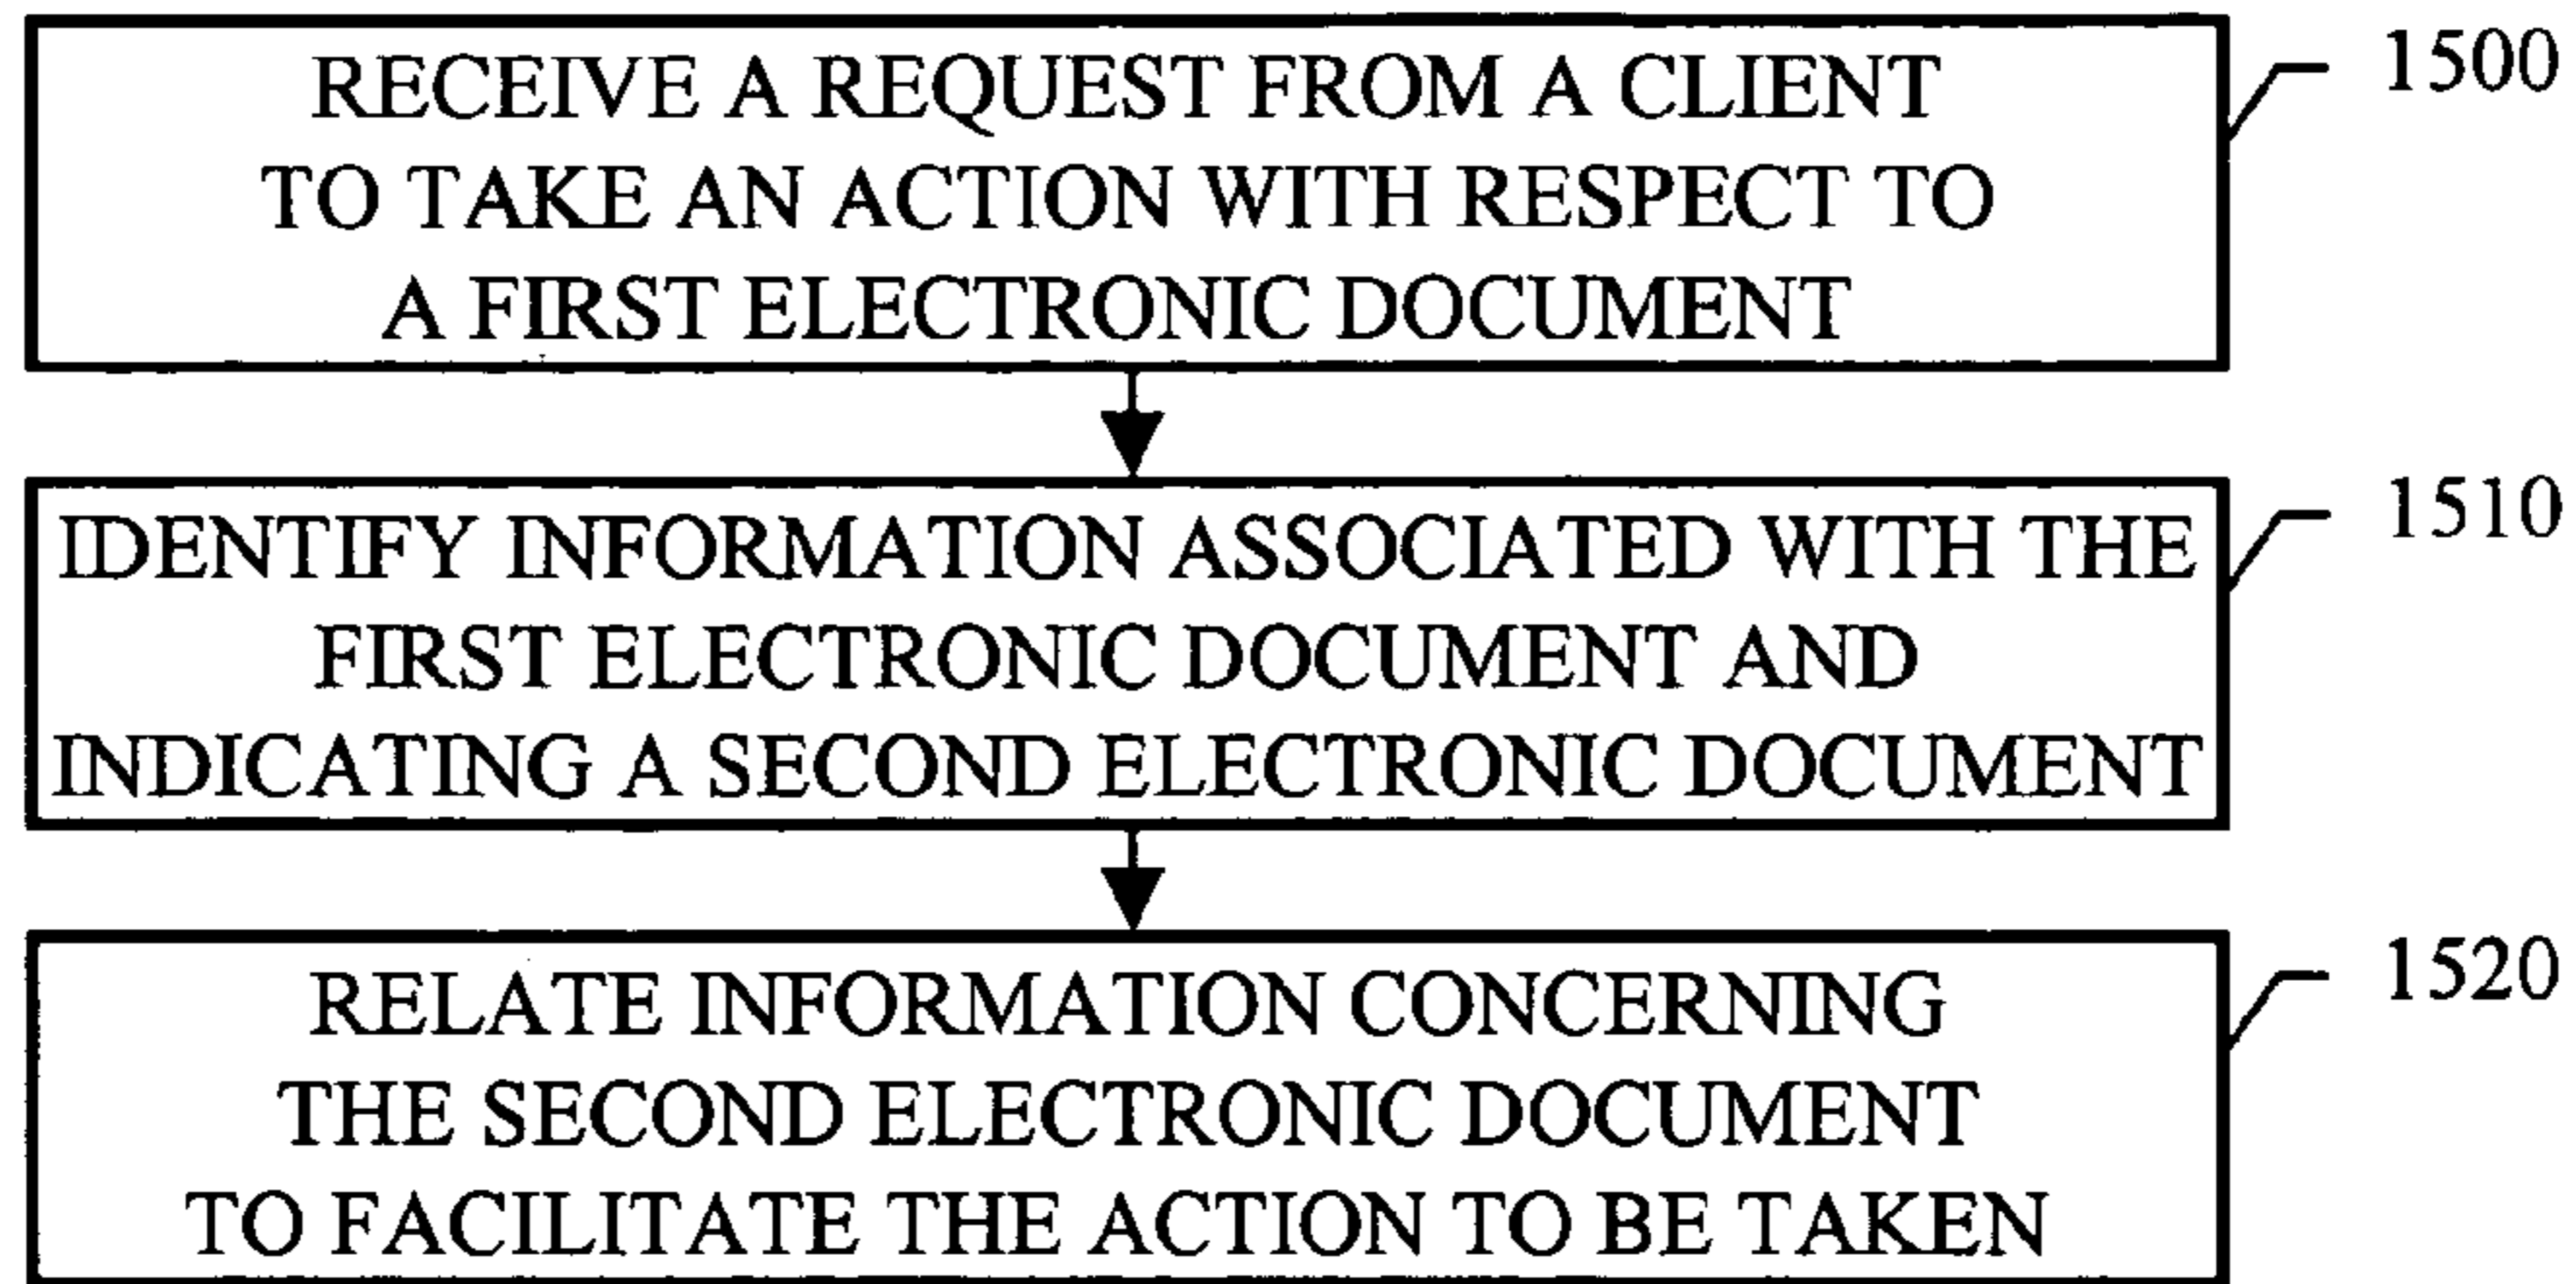 RECEIVE A REQUEST FROM A CLIENT
TO TAKE AN ACTION WITH RESPECT TO
A FIRST ELECTRONIC DOCUMENT
1500
IDENTIFY INFORMATION ASSOCIATED WITH THE
FIRST ELECTRONIC DOCUMENT AND
INDICATING A SECOND ELECTRONIC DOCUMENT
1510
RELATE INFORMATION CONCERNING
THE SECOND ELECTRONIC DOCUMENT
TO FACILITATE THE ACTION TO BE TAKEN
1520